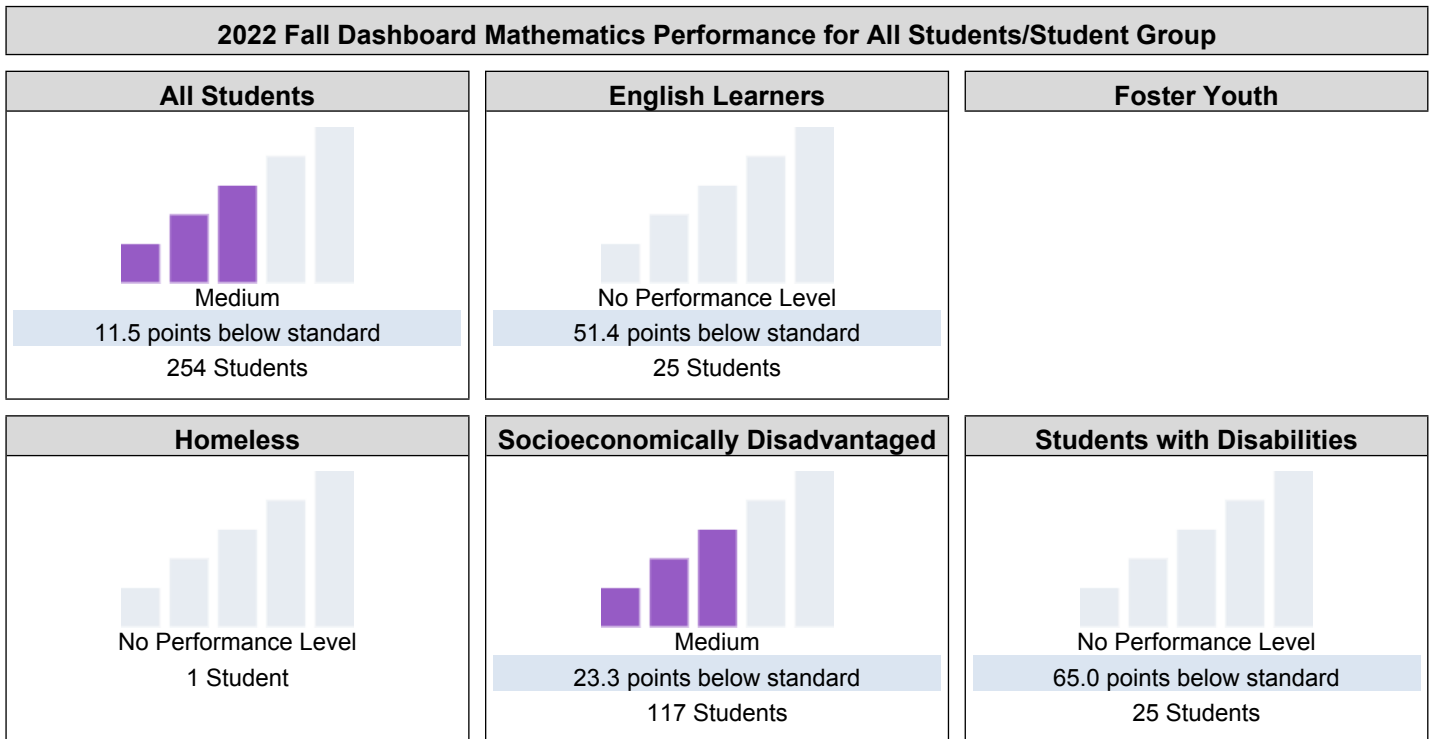 2022 Fall Dashboard Mathematics Performance for All Students/Student Group
All Students
Medium
11.5 points below standard
254 Students
English Learners
No Performance Level
51.4 points below standard
25 Students
Foster Youth
Homeless
No Performance Level
1 Student
Socioeconomically Disadvantaged
Medium
23.3 points below standard
117 Students
Students with Disabilities
No Performance Level
65.0 points below standard
25 Students